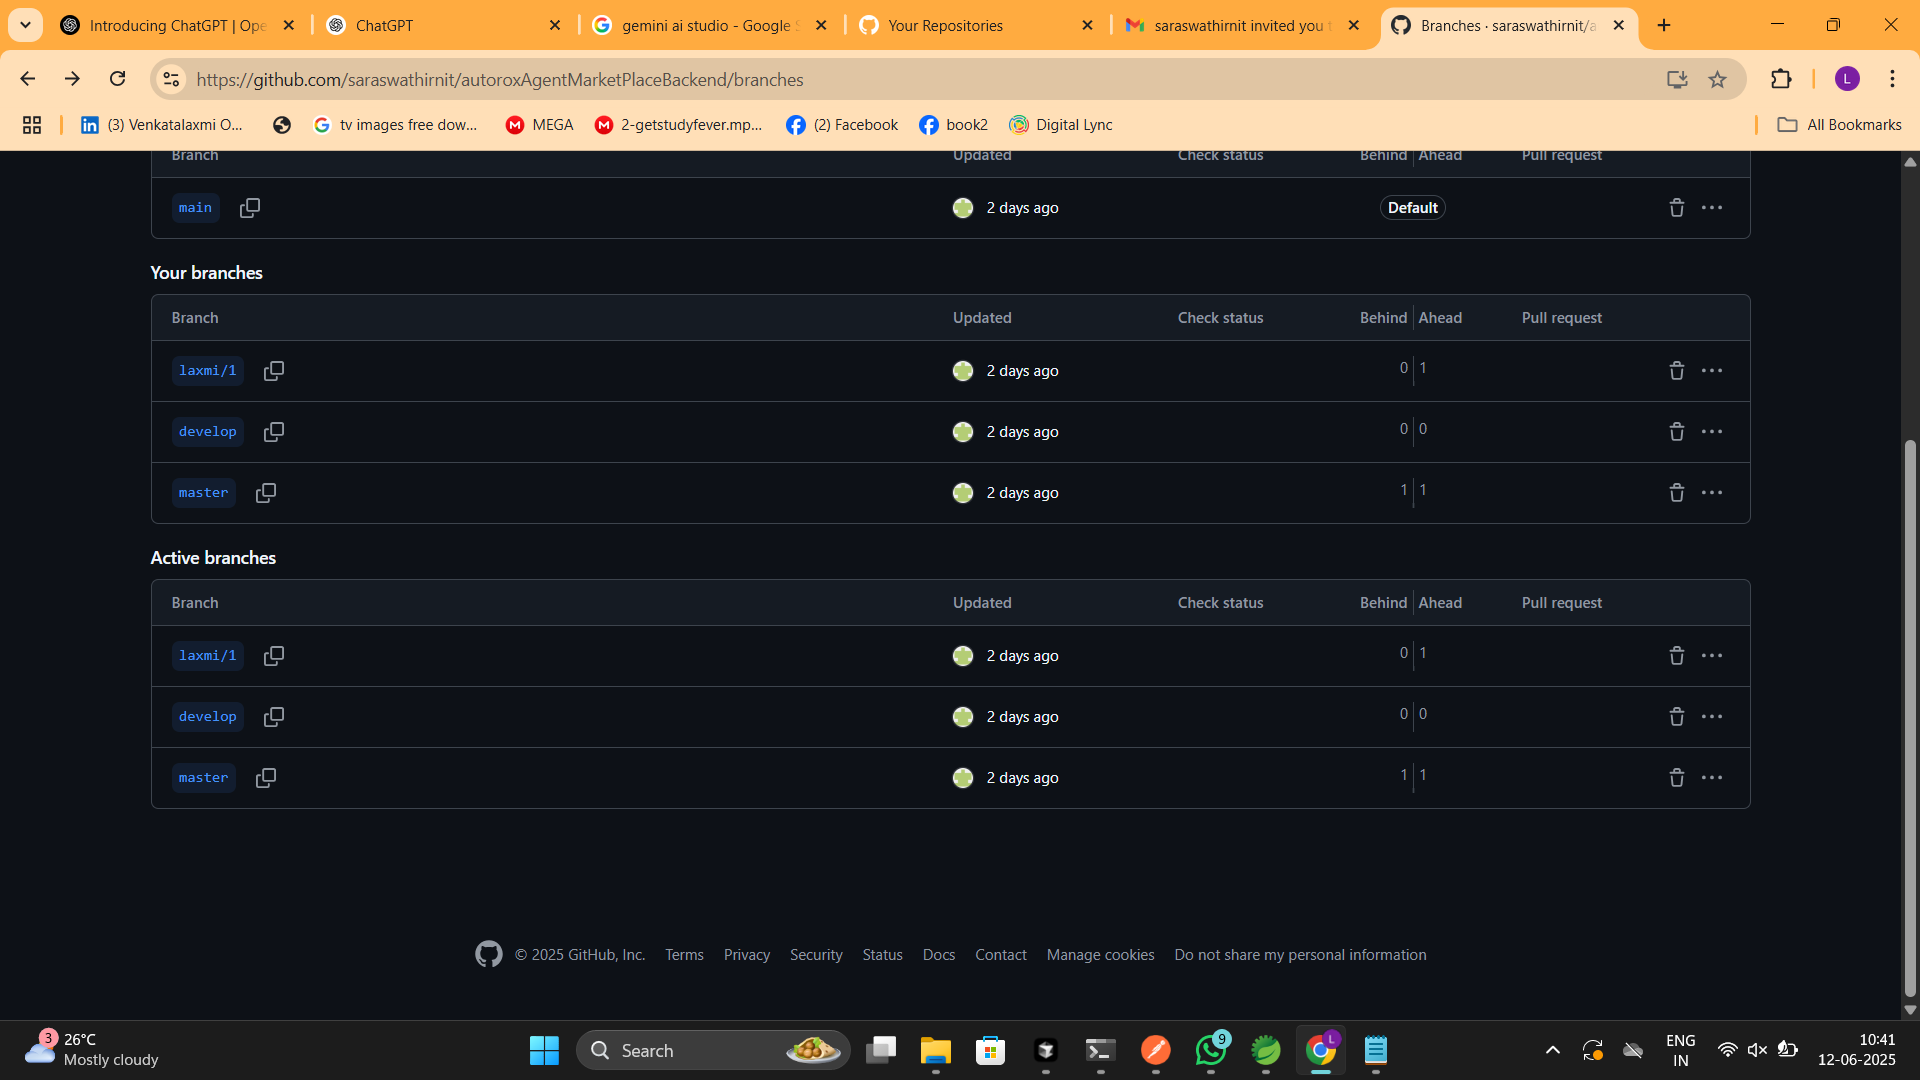 Introducing ChatGPT | Ope
ChatGPT
gemini ai studio - Google S
Your Repositories
saraswathirnit invited you t
Branches · saraswathirnit/a
https://github.com/saraswathirnit/autoroxAgentMarketPlaceBackend/branches
L
(3) Venkatalaxmi O...
tv images free dow...
MEGA
2-getstudyfever.mp...
(2) Facebook
book2
Digital Lync
All Bookmarks
Branch Updated Check status Behind Ahead Pull request
main 2 days ago Default
Your branches
Branch Updated Check status Behind Ahead Pull request
laxmi/1 2 days ago 0 1
develop 2 days ago 0 0
master 2 days ago 1 1
Active branches
Branch Updated Check status Behind Ahead Pull request
laxmi/1 2 days ago 0 1
develop 2 days ago 0 0
master 2 days ago 1 1
© 2025 GitHub, Inc. Terms Privacy Security Status Docs Contact Manage cookies Do not share my personal information
3
26°C
Mostly cloudy
Search
9
L
ENG
IN
10:41
12-06-2025